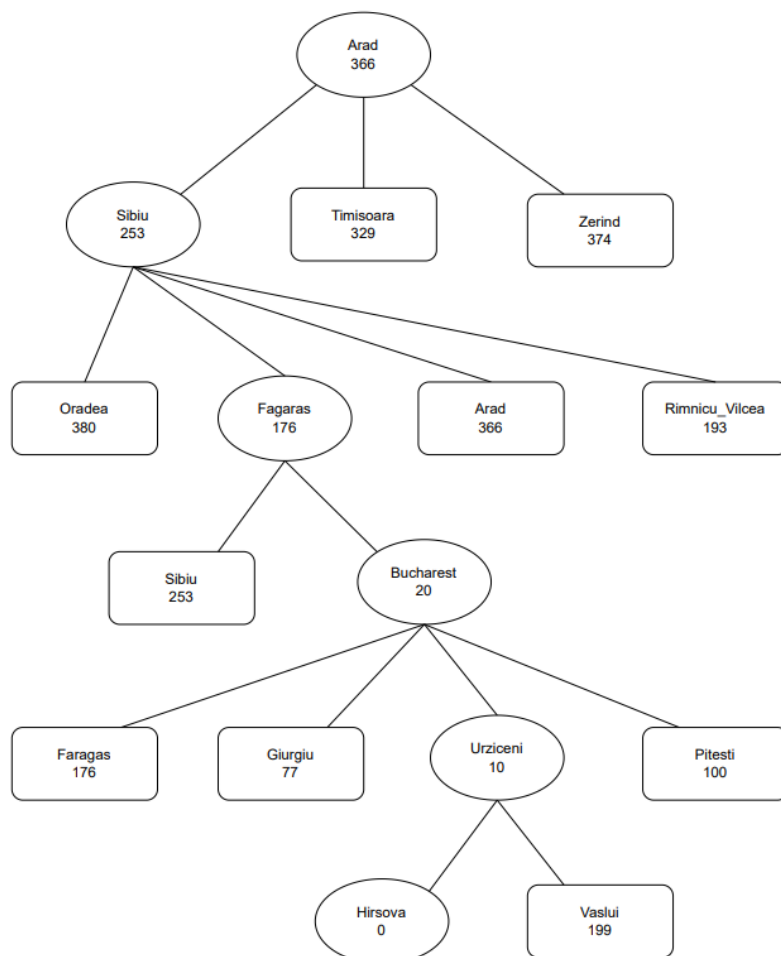 Arad
366
Sibiu
253
Timisoara
329
Zerind
374
Oradea
380
Fagaras
176
Arad
366
Rimnicu_Vilcea
193
Sibiu
253
Bucharest
20
Faragas
176
Giurgiu
77
Urziceni
10
Pitesti
100
Hirsova
0
Vaslui
199